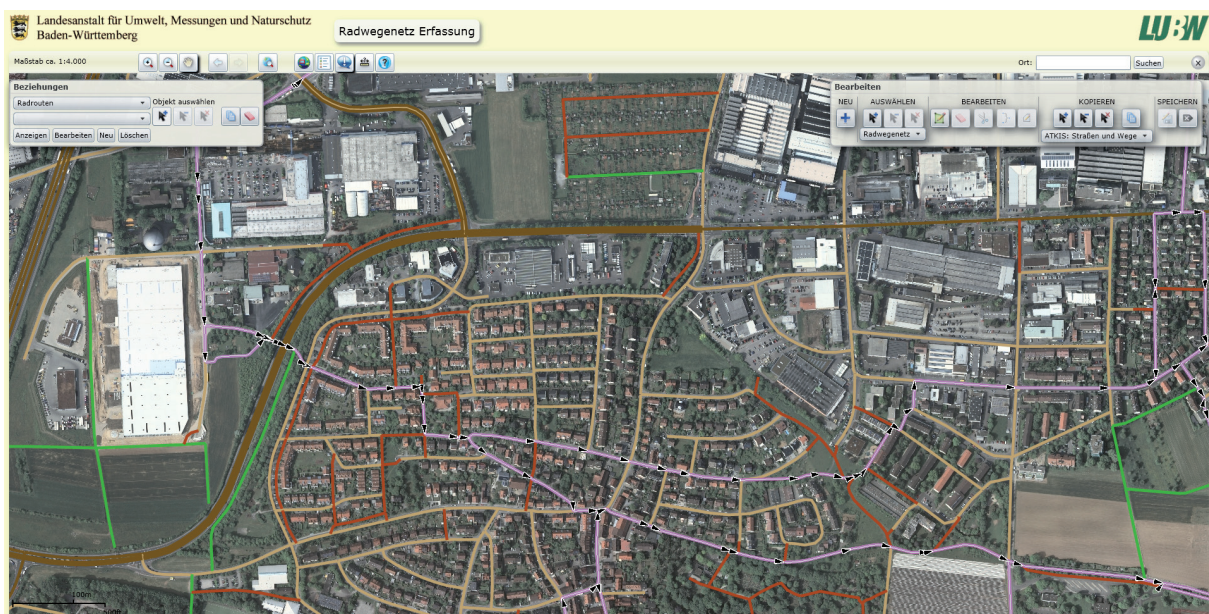 Landesanstalt für Umwelt, Messungen und Naturschutz
Baden-Württemberg
Radwegenetz Erfassung
LUBW
Maßstab ca. 1:4.000
Ort:
Suchen
Beziehungen
Radrouten
Objekt auswählen
Anzeigen Bearbeiten Neu Löschen
Bearbeiten
NEU AUSWÄHLEN BEARBEITEN KOPIEREN SPEICHERN
Radwegenetz
ATKIS: Straßen und Wege
100m
500ft